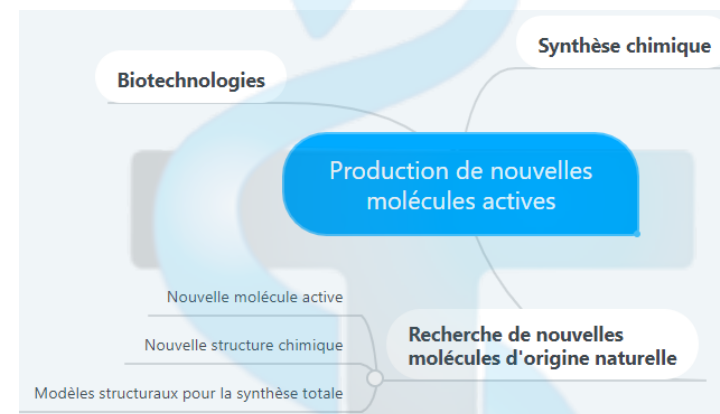 Synthèse chimique
Biotechnologies
Production de nouvelles
molécules actives
Nouvelle molécule active
Nouvelle structure chimique
Modèles structuraux pour la synthèse totale
Recherche de nouvelles
molécules d'origine naturelle